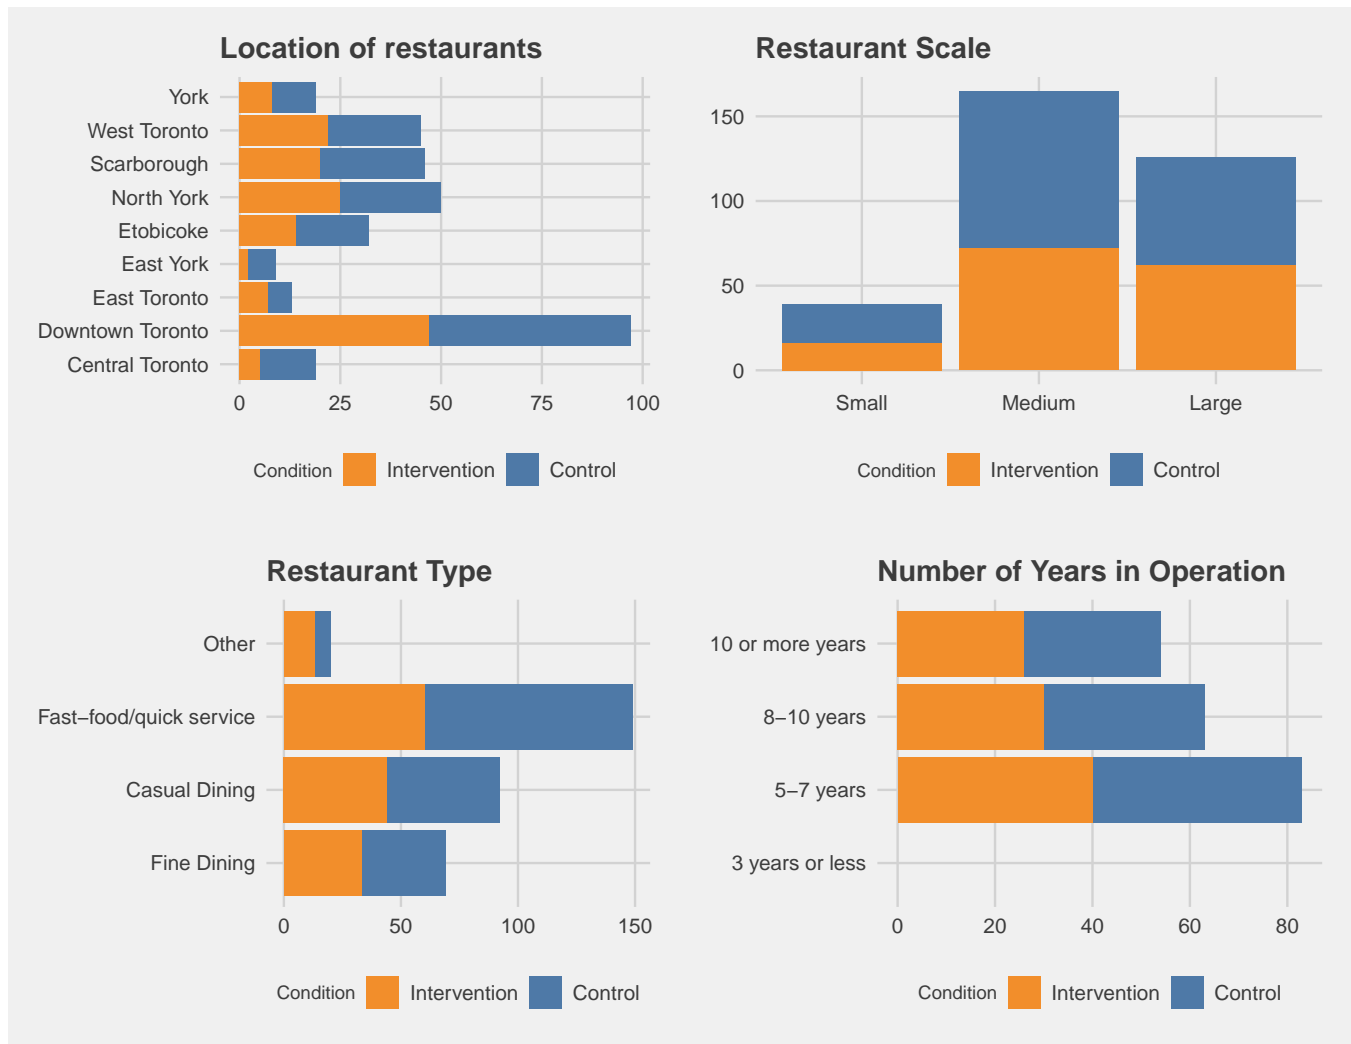 Location of restaurants
York
West Toronto
Scarborough
North York
Etobicoke
East York
East Toronto
Downtown Toronto
Central Toronto
0 25 50 75 100
Condition Intervention Control
Restaurant Scale
150
100
50
0
Small Medium Large
Condition Intervention Control
Restaurant Type
Other
Fast–food/quick service
Casual Dining
Fine Dining
0 50 100 150
Condition Intervention Control
Number of Years in Operation
10 or more years
8–10 years
5–7 years
3 years or less
0 20 40 60 80
Condition Intervention Control